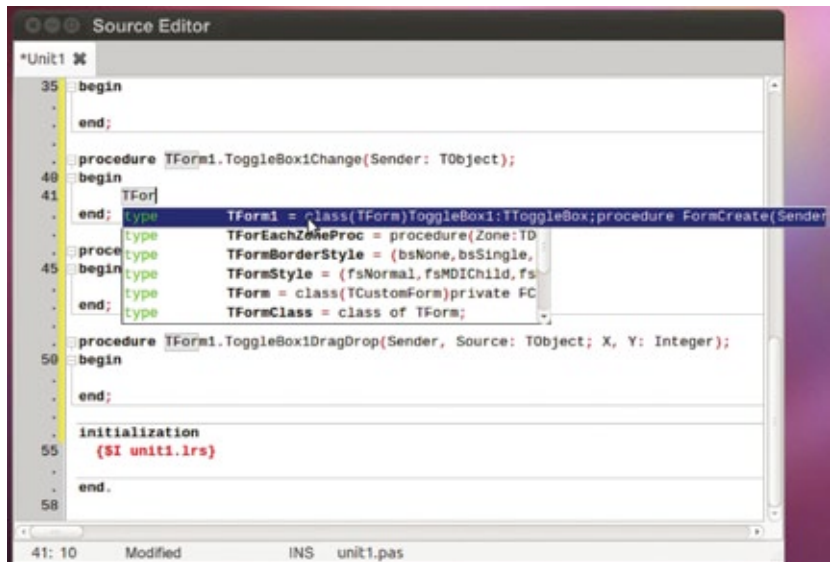 Source Editor
*Unit1
35 begin
end;
procedure TForm1.ToggleBox1Change(Sender: TObject);
40 begin
41 TFor
end; type TForm1 = class(TForm)ToggleBox1:TToggleBox;procedure FormCreate(Sender
type TForEachZoneProc = procedure(Zone:TD
proce type TFormBorderStyle = (bsNone,bsSingle,
45 begin type TFormStyle = (fsNormal,fsMDIChild,fs
type TForm = class(TCustomForm)private FC
end; type TFormClass = class of TForm;
procedure TForm1.ToggleBox1DragDrop(Sender, Source: TObject; X, Y: Integer);
50 begin
end;
initialization
55 {$I unit1.lrs}
end.
58
41: 10 Modified INS unit1.pas